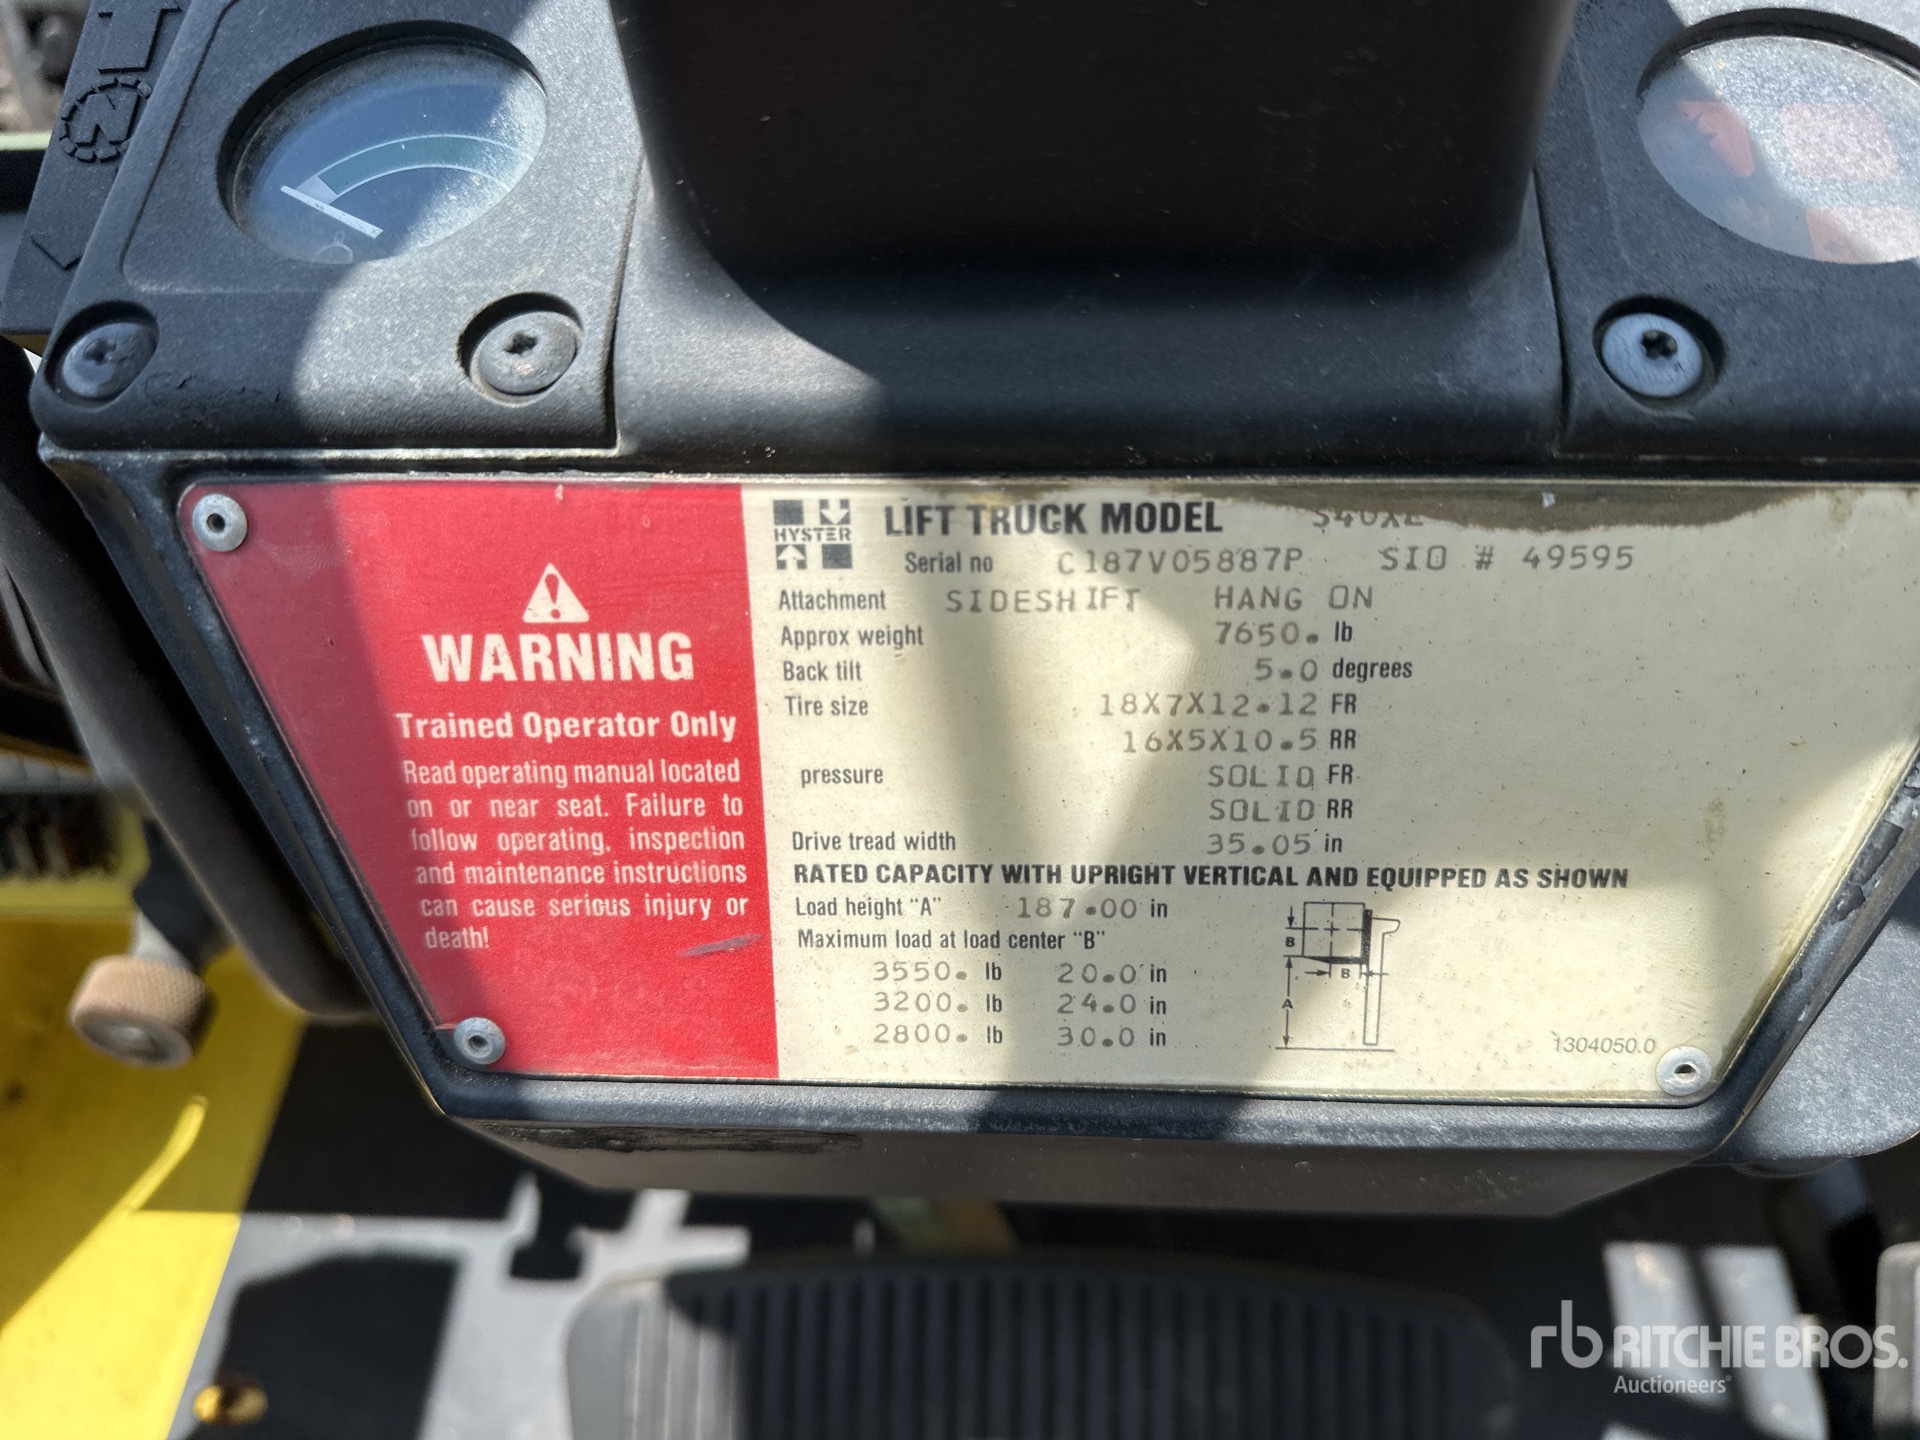 HYSTER
LIFT TRUCK MODEL S40XL
Serial no C187V05887P SIO # 49595
Attachment SIDESHIFT HANG ON
Approx weight 7650. lb
Back tilt 5.0 degrees
Tire size 18X7X12.12 FR
16X5X10.5 RR
pressure SOLID FR
SOLID RR
Drive tread width 35.05 in
RATED CAPACITY WITH UPRIGHT VERTICAL AND EQUIPPED AS SHOWN
Load height "A" 187.00 in
Maximum load at load center "B"
3550. lb 20.0 in
3200. lb 24.0 in
2800. lb 30.0 in
B
B
A
1304050.0
WARNING
Trained Operator Only
Read operating manual located
on or near seat. Failure to
follow operating, inspection
and maintenance instructions
can cause serious injury or
death!
N
rb RITCHIE BROS.
Auctioneers